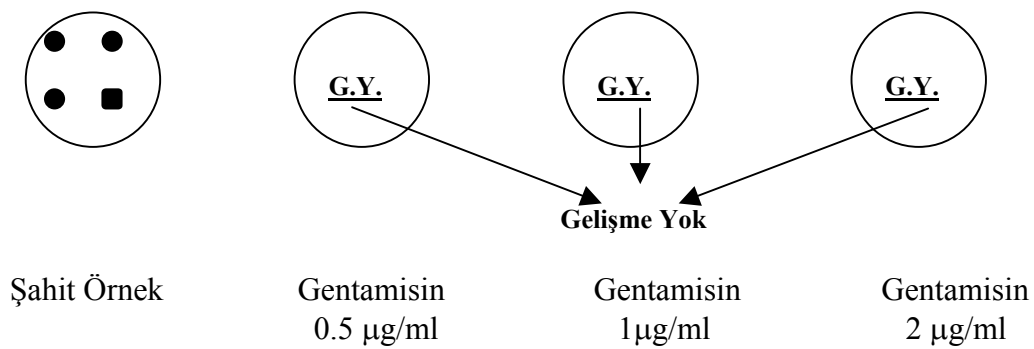 G.Y. G.Y. G.Y.
Gelişme Yok
Şahit Örnek Gentamisin Gentamisin Gentamisin
0.5 µg/ml 1µg/ml 2 µg/ml